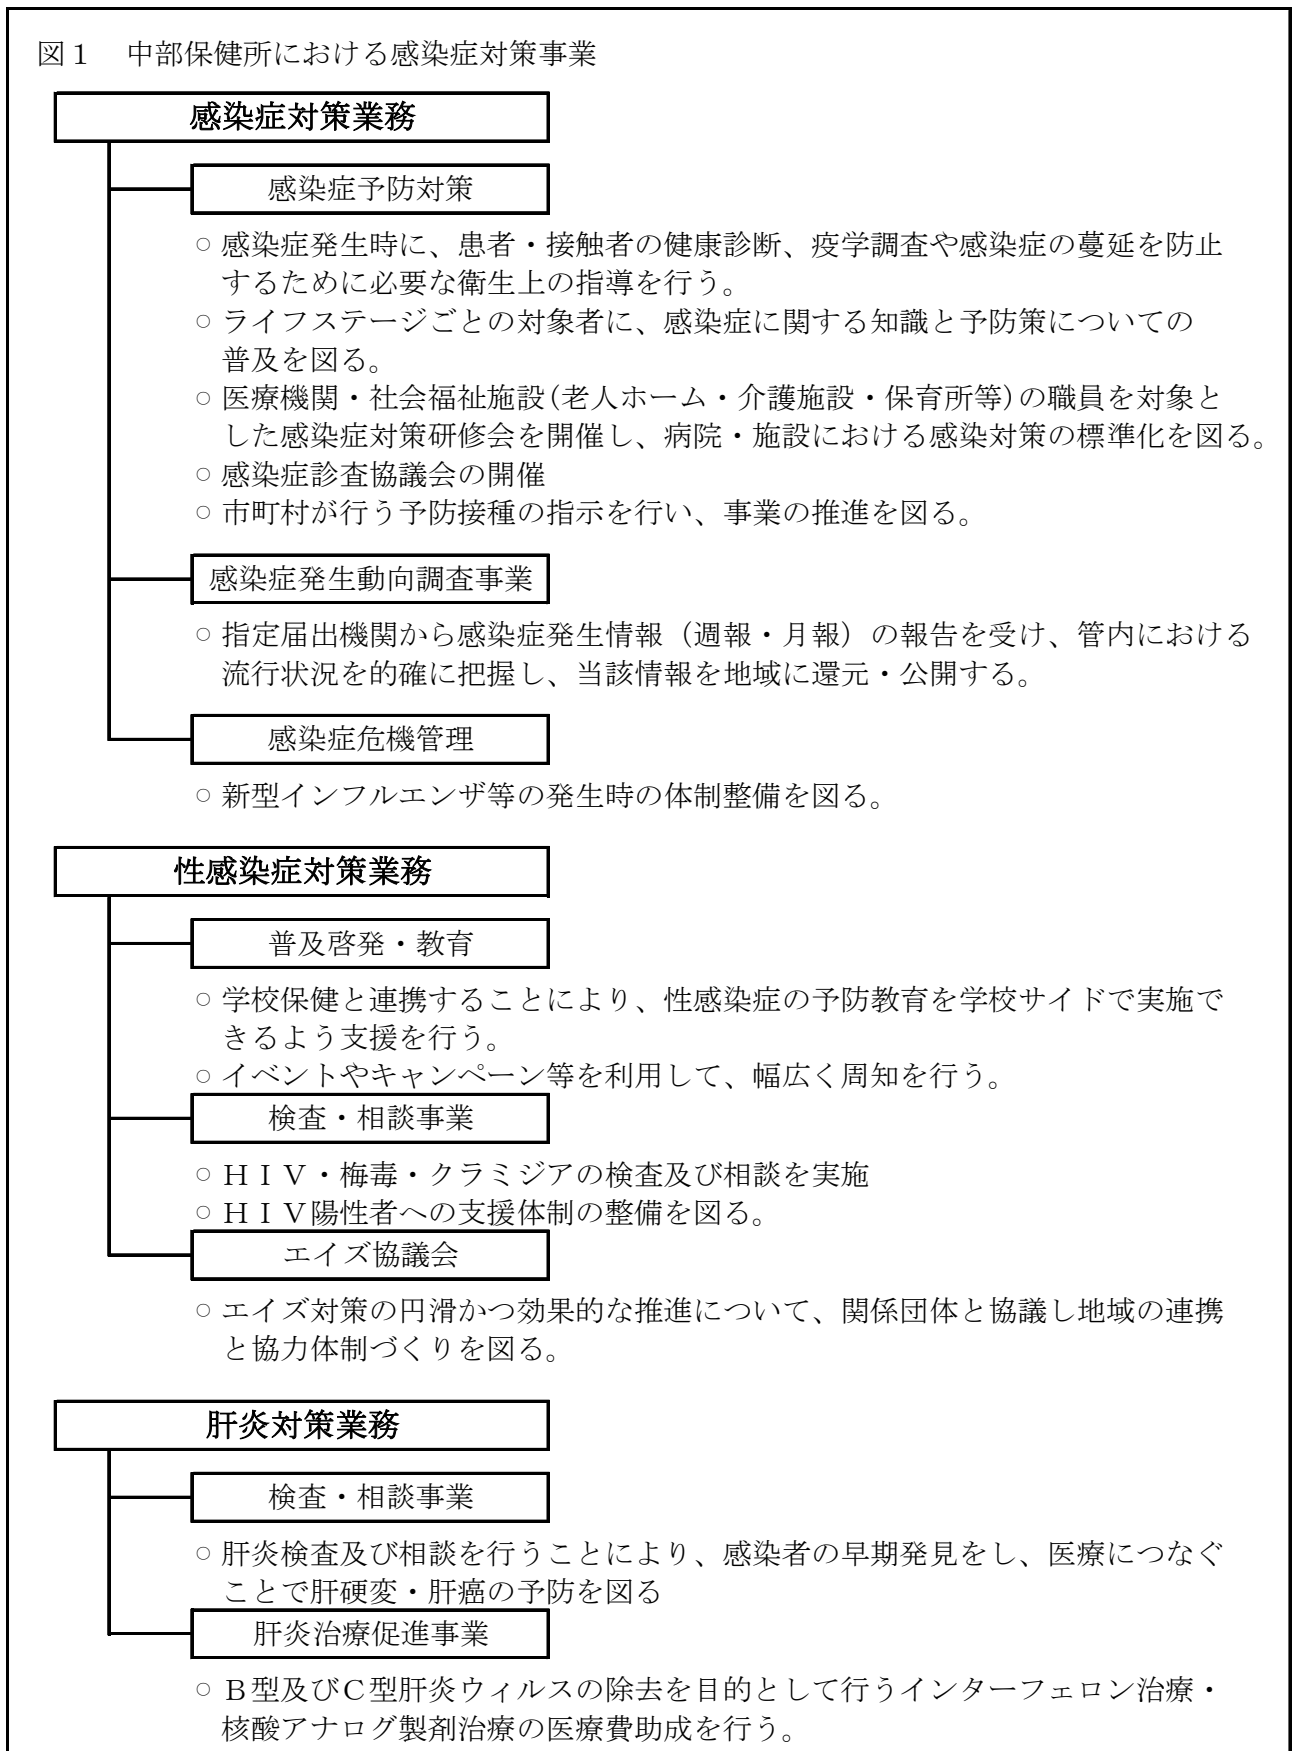 図１　中部保健所における感染症対策事業
感染症対策業務
感染症予防対策
○感染症発生時に、患者・接触者の健康診断、疫学調査や感染症の蔓延を防止
するために必要な衛生上の指導を行う。
○ライフステージごとの対象者に、感染症に関する知識と予防策についての
普及を図る。
○医療機関・社会福祉施設(老人ホーム・介護施設・保育所等)の職員を対象と
した感染症対策研修会を開催し、病院・施設における感染対策の標準化を図る。
○感染症診査協議会の開催
○市町村が行う予防接種の指示を行い、事業の推進を図る。
感染症発生動向調査事業
○指定届出機関から感染症発生情報（週報・月報）の報告を受け、管内における
流行状況を的確に把握し、当該情報を地域に還元・公開する。
感染症危機管理
○新型インフルエンザ等の発生時の体制整備を図る。
性感染症対策業務
普及啓発・教育
○学校保健と連携することにより、性感染症の予防教育を学校サイドで実施で
きるよう支援を行う。
○イベントやキャンペーン等を利用して、幅広く周知を行う。
検査・相談事業
○ＨＩＶ・梅毒・クラミジアの検査及び相談を実施
○ＨＩＶ陽性者への支援体制の整備を図る。
エイズ協議会
○エイズ対策の円滑かつ効果的な推進について、関係団体と協議し地域の連携
と協力体制づくりを図る。
肝炎対策業務
検査・相談事業
○肝炎検査及び相談を行うことにより、感染者の早期発見をし、医療につなぐ
ことで肝硬変・肝癌の予防を図る
肝炎治療促進事業
○Ｂ型及びＣ型肝炎ウィルスの除去を目的として行うインターフェロン治療・
核酸アナログ製剤治療の医療費助成を行う。